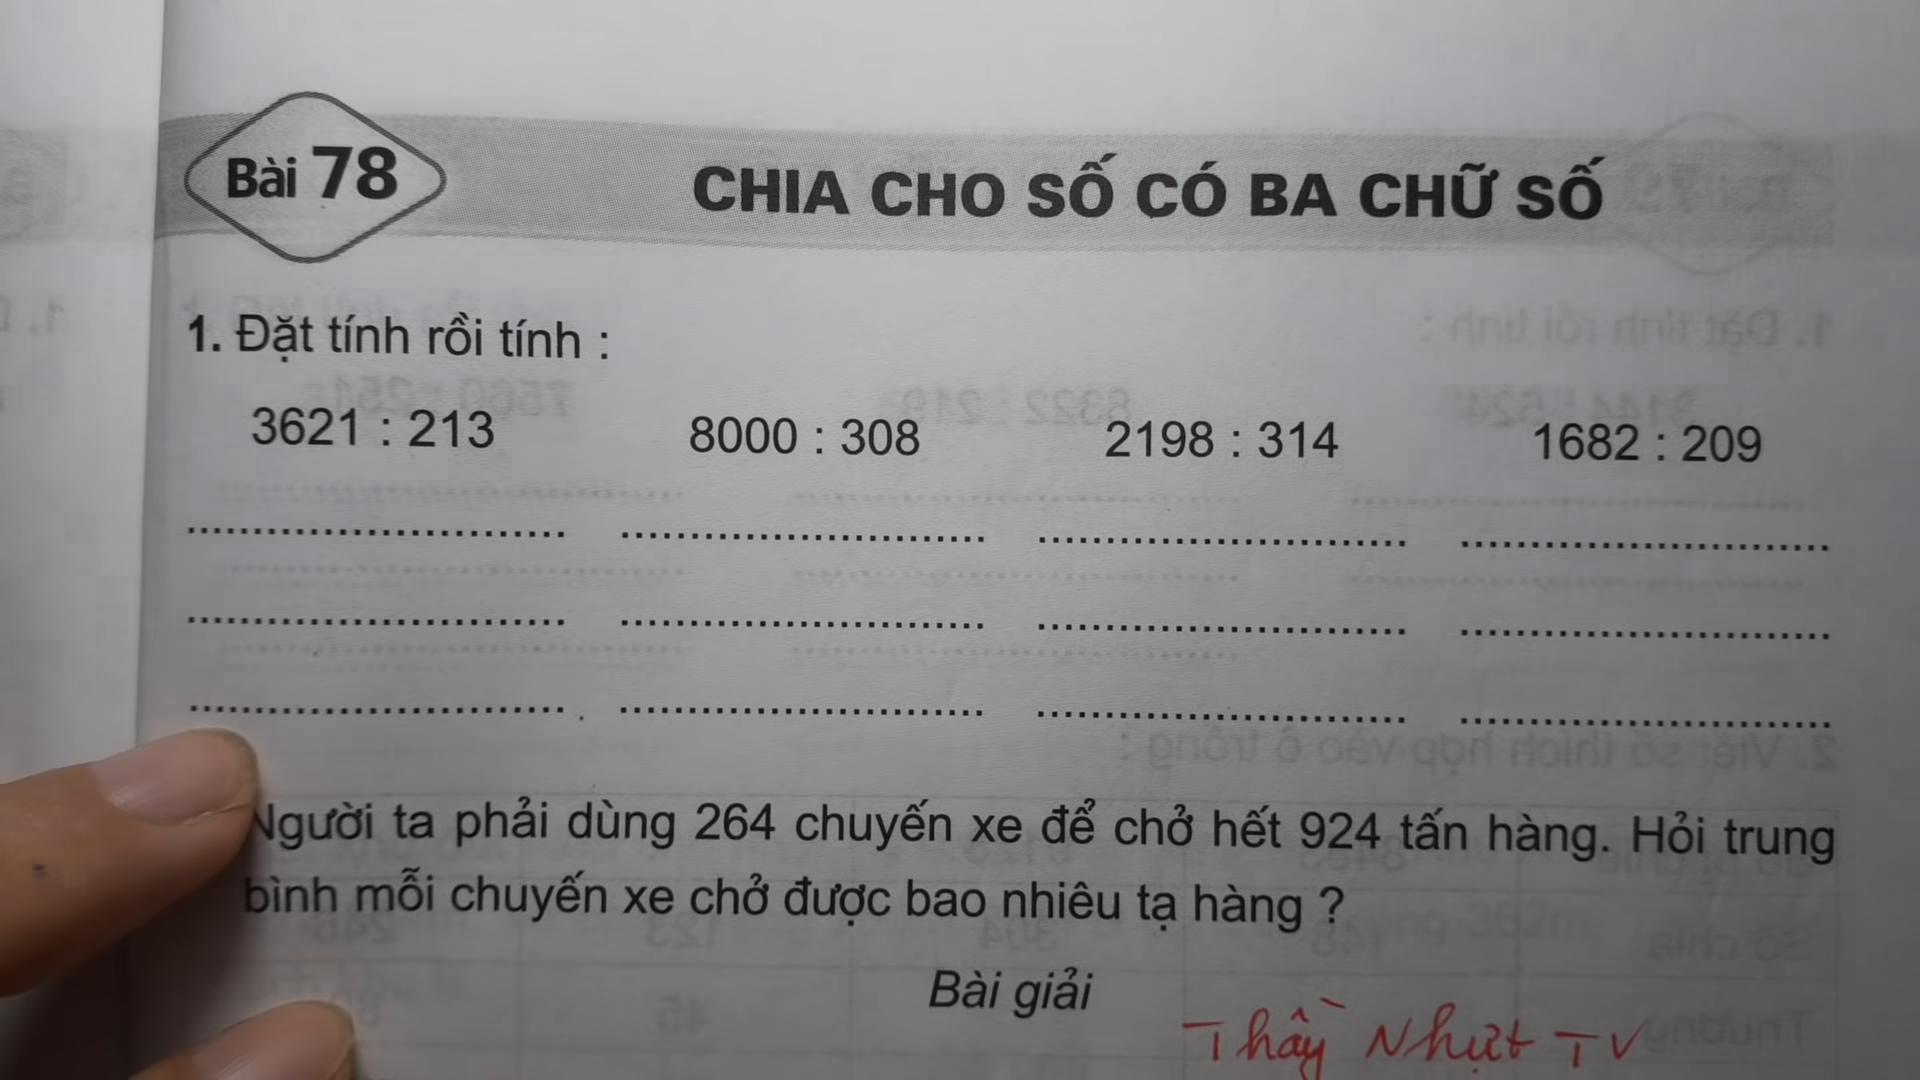 Bài 78
CHIA CHO SỐ CÓ BA CHỮ SỐ
1. Đặt tính rồi tính :
3621 : 213 8000 : 308 2198 : 314 1682 : 209
Người ta phải dùng 264 chuyến xe để chở hết 924 tấn hàng. Hỏi trung
bình mỗi chuyến xe chở được bao nhiêu tạ hàng ?
Bài giải
Thầy Nhựt TV